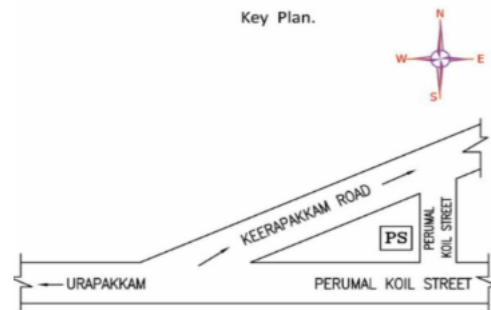 Key Plan.
N
W E
S
KEERAPAKKAM ROAD
PS
PERUMAL
KOIL STREET
URAPAKKAM
PERUMAL KOIL STREET